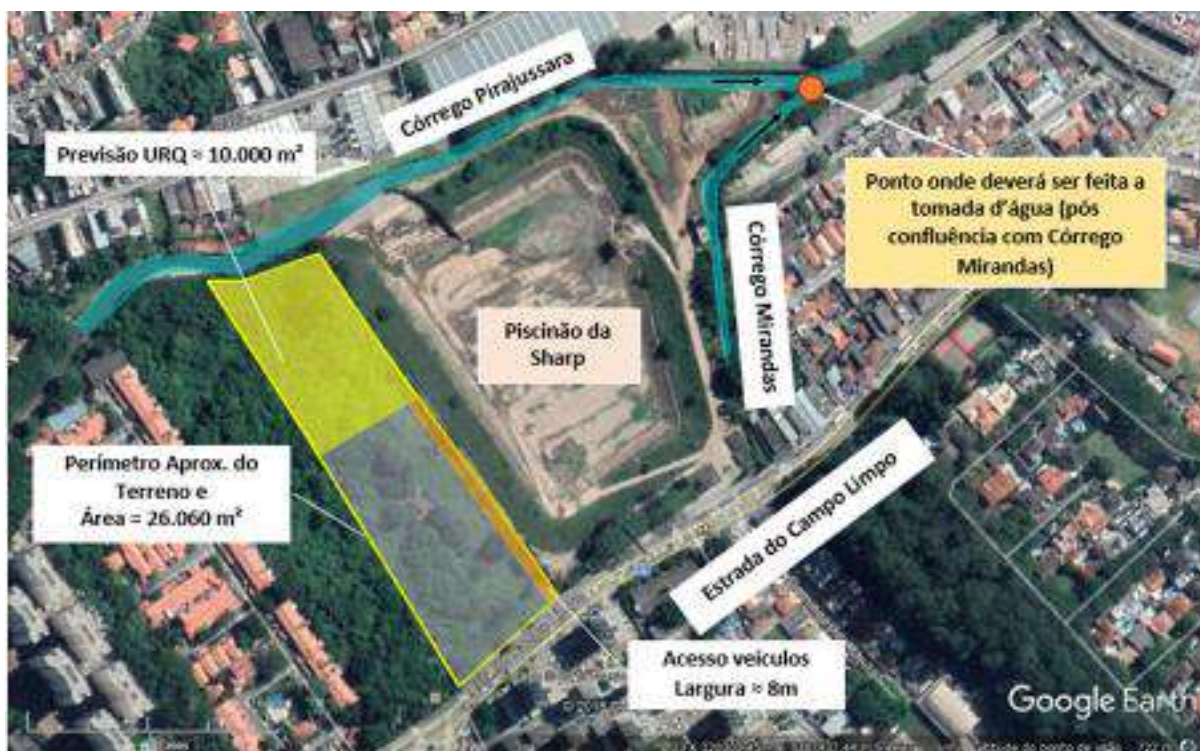 Córrego Pirajussara
Previsão URQ ≈ 10.000 m²
Ponto onde deverá ser feita a
tomada d'água (pós
confluência com Córrego
Mirandas)
Córrego Mirandas
Piscinão da
Sharp
Perímetro Aprox. do
Terreno e
Área = 26.060 m²
Estrada do Campo Limpo
Acesso veículos
Largura ≈ 8m
Google Earth